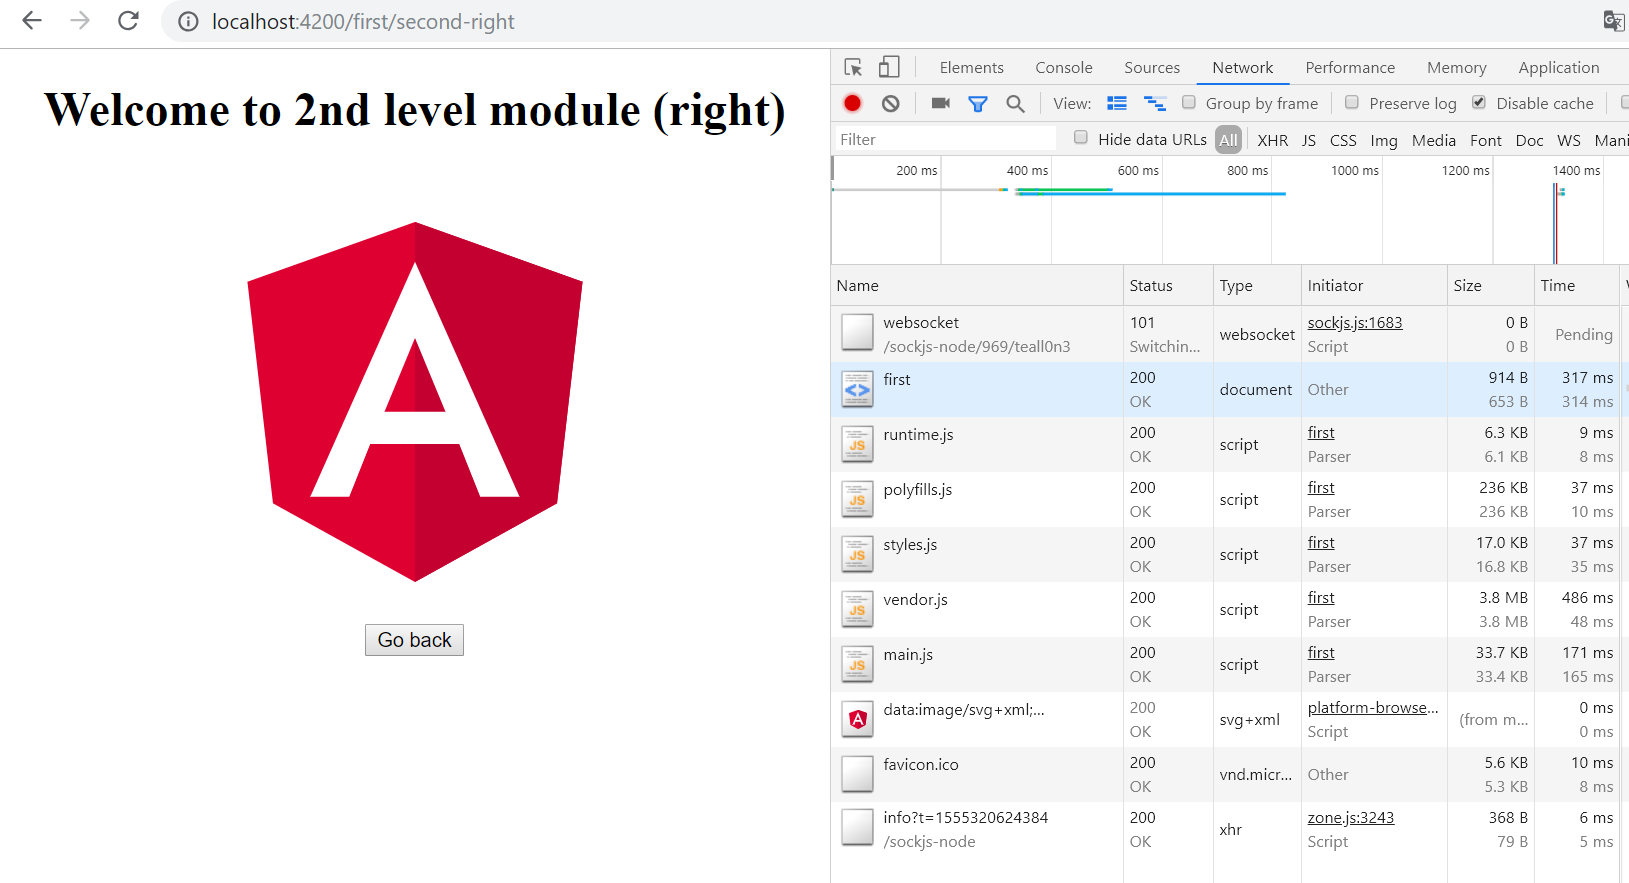 localhost:4200/first/second-right
Welcome to 2nd level module (right)
A
Go back
Elements Console Sources Network Performance Memory Application
View: Group by frame Preserve log Disable cache
Filter Hide data URLs All XHR JS CSS Img Media Font Doc WS Mani
200 ms 400 ms 600 ms 800 ms 1000 ms 1200 ms 1400 ms
Name Status Type Initiator Size Time
websocket 101 websocket sockjs.js:1683 0 B Pending
/sockjs-node/969/teall0n3 Switchin... Script 0 B
first 200 document Other 914 B 317 ms
OK 653 B 314 ms
runtime.js 200 script first 6.3 KB 9 ms
OK Parser 6.1 KB 8 ms
polyfills.js 200 script first 236 KB 37 ms
OK Parser 236 KB 10 ms
styles.js 200 script first 17.0 KB 37 ms
OK Parser 16.8 KB 35 ms
vendor.js 200 script first 3.8 MB 486 ms
OK Parser 3.8 MB 48 ms
main.js 200 script first 33.7 KB 171 ms
OK Parser 33.4 KB 165 ms
data:image/svg+xml;... 200 svg+xml platform-browse... (from m... 0 ms
OK Script 0 ms
favicon.ico 200 vnd.micr... Other 5.6 KB 10 ms
OK 5.3 KB 8 ms
info?t=1555320624384 200 xhr zone.js:3243 368 B 6 ms
/sockjs-node OK Script 79 B 5 ms